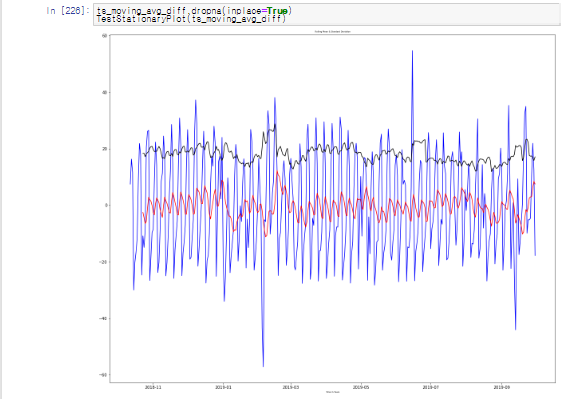 In [226]: ts_moving_avg_diff.dropna(inplace=True)
TestStationaryPlot(ts_moving_avg_diff)
60
40
20
0
-20
-40
-60
2018-11 2019-01 2019-03 2019-05 2019-07 2019-09